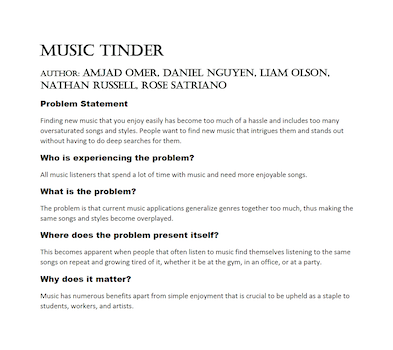 MUSIC TINDER
AUTHOR: AMJAD OMER, DANIEL NGUYEN, LIAM OLSON,
NATHAN RUSSELL, ROSE SATRIANO
Problem Statement
Finding new music that you enjoy easily has become too much of a hassle and includes too many
oversaturated songs and styles. People want to find new music that intrigues them and stands out
without having to do deep searches for them.
Who is experiencing the problem?
All music listeners that spend a lot of time with music and need more enjoyable songs.
What is the problem?
The problem is that current music applications generalize genres together too much, thus making the
same songs and styles become overplayed.
Where does the problem present itself?
This becomes apparent when people that often listen to music find themselves listening to the same
songs on repeat and growing tired of it, whether it be at the gym, in an office, or at a party.
Why does it matter?
Music has numerous benefits apart from simple enjoyment that is crucial to be upheld as a staple to
students, workers, and artists.